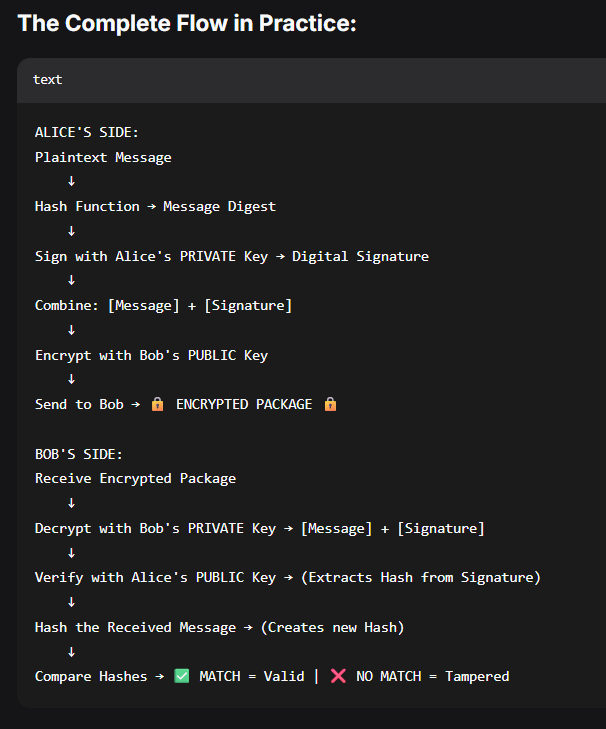 The Complete Flow in Practice:
text
ALICE'S SIDE:
Plaintext Message
↓
Hash Function → Message Digest
↓
Sign with Alice's PRIVATE Key → Digital Signature
↓
Combine: [Message] + [Signature]
↓
Encrypt with Bob's PUBLIC Key
↓
Send to Bob → 🔒 ENCRYPTED PACKAGE 🔒
BOB'S SIDE:
Receive Encrypted Package
↓
Decrypt with Bob's PRIVATE Key → [Message] + [Signature]
↓
Verify with Alice's PUBLIC Key → (Extracts Hash from Signature)
↓
Hash the Received Message → (Creates new Hash)
↓
Compare Hashes → ✅ MATCH = Valid | ❌ NO MATCH = Tampered